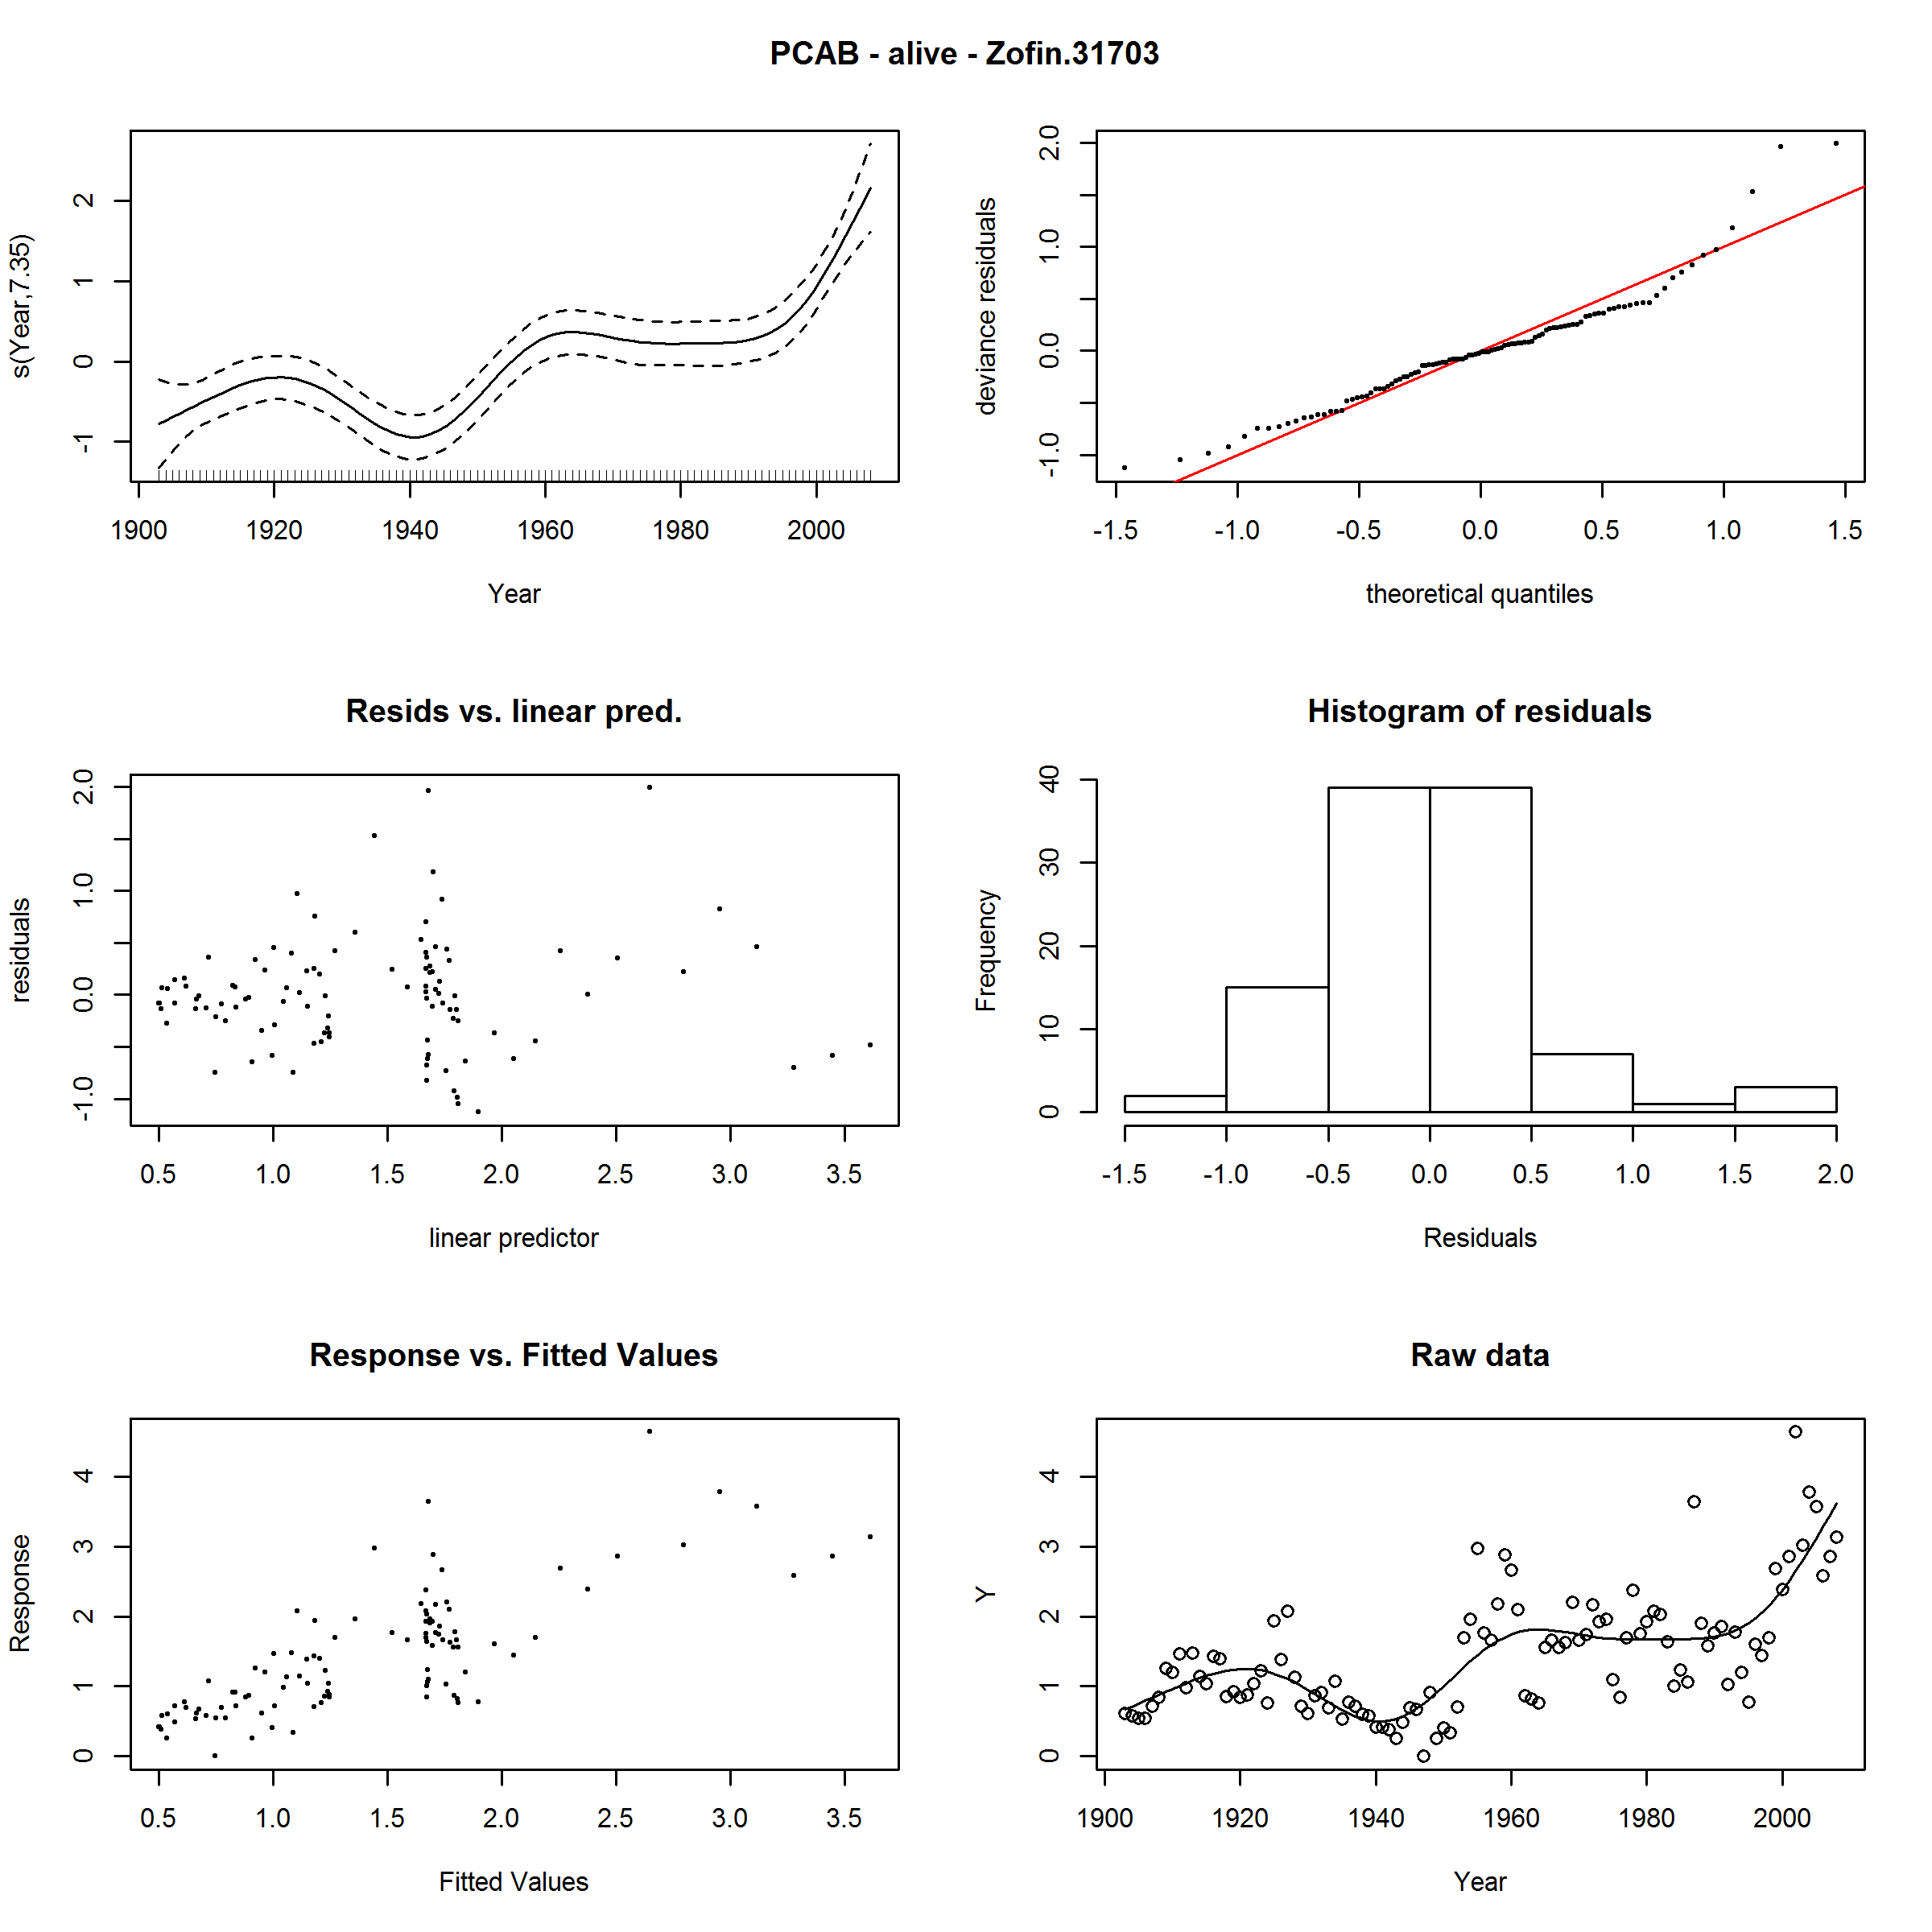 PCAB - alive - Zofin.31703
s(Year,7.35)
-1 0 1 2
1900 1920 1940 1960 1980 2000
Year
deviance residuals
-1.0 0.0 1.0 2.0
-1.5 -1.0 -0.5 0.0 0.5 1.0 1.5
theoretical quantiles
Resids vs. linear pred.
residuals
-1.0 0.0 1.0 2.0
0.5 1.0 1.5 2.0 2.5 3.0 3.5
linear predictor
Histogram of residuals
Frequency
0 10 20 30 40
-1.5 -1.0 -0.5 0.0 0.5 1.0 1.5 2.0
Residuals
Response vs. Fitted Values
Response
0 1 2 3 4
0.5 1.0 1.5 2.0 2.5 3.0 3.5
Fitted Values
Raw data
Y
0 1 2 3 4
1900 1920 1940 1960 1980 2000
Year